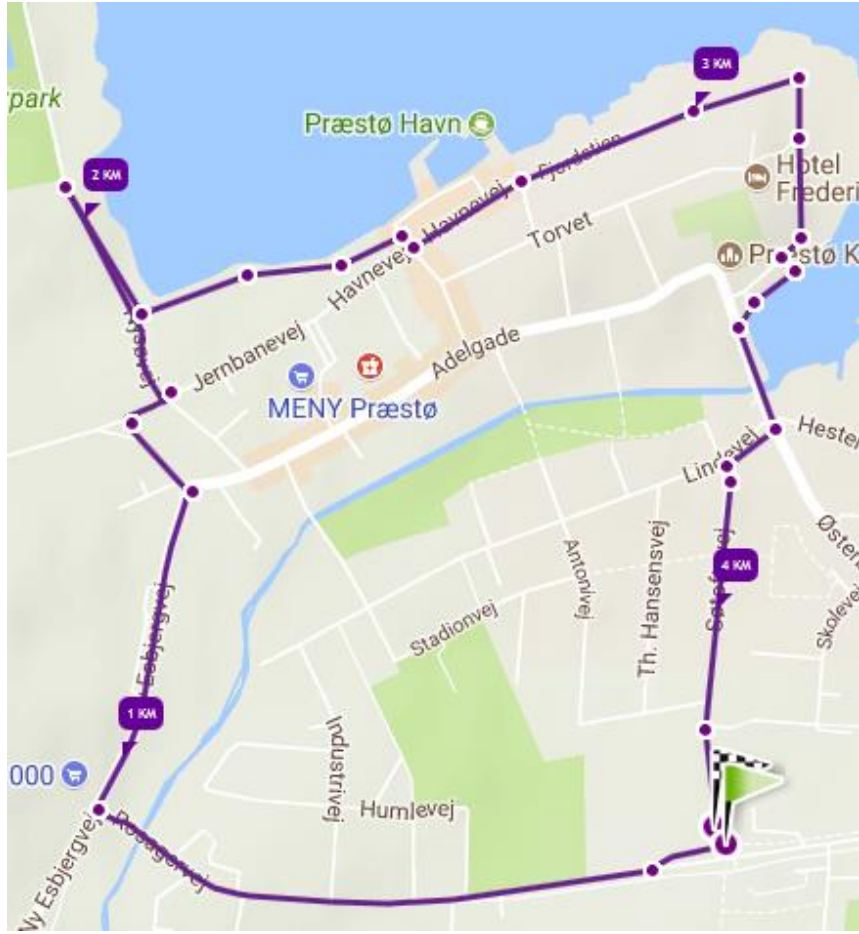 park
3 KM
Præstø Havn
Fjordstien
2 KM
Hotel
Frederi
Havnevej
Torvet
Præstø K
Havnevej
Jernbanevej
Adelgade
MENY Præstø
Lindevej
Hester
Antonivej
Th. Hansensvej
4 KM
Esbjergvej
Stadionvej
Skolevej
1 KM
Industrivej
000
Humlevej
Rosagervej
Ny Esbjergvej